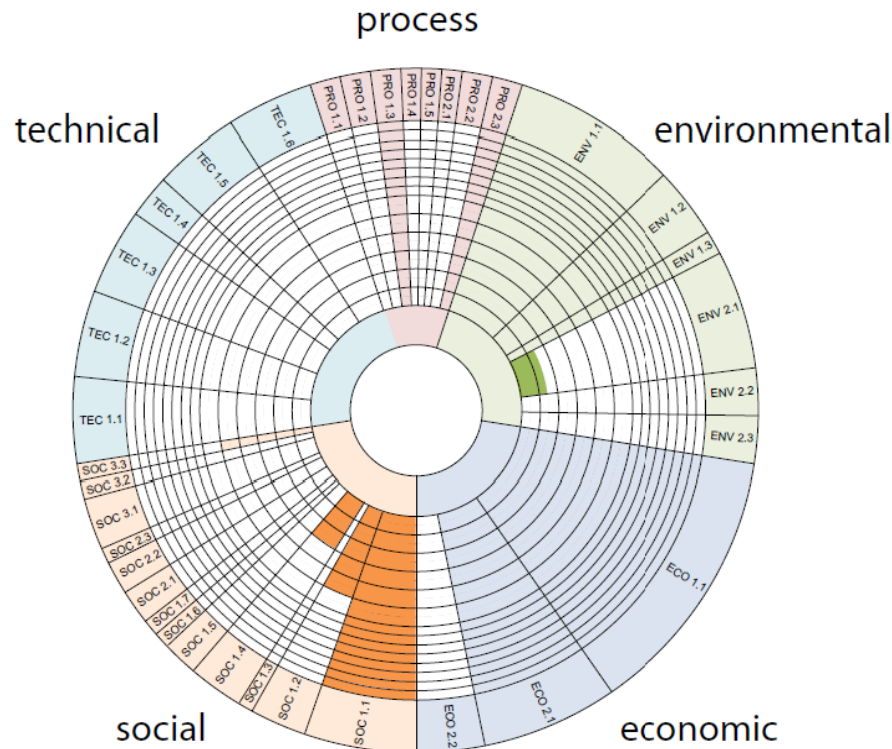 process
technical
environmental
PRO 1.1
PRO 1.2
PRO 1.3
PRO 1.4
PRO 1.5
PRO 2.1
PRO 2.2
PRO 2.3
ENV 1.1
ENV 1.2
ENV 1.3
ENV 2.1
ENV 2.2
ENV 2.3
ECO 1.1
ECO 2.1
ECO 2.2
SOC 1.1
SOC 1.2
SOC 1.3
SOC 1.4
SOC 1.5
SOC 1.6
SOC 1.7
SOC 2.1
SOC 2.2
SOC 2.3
SOC 3.1
SOC 3.2
SOC 3.3
TEC 1.1
TEC 1.2
TEC 1.3
TEC 1.4
TEC 1.5
TEC 1.6
social
economic